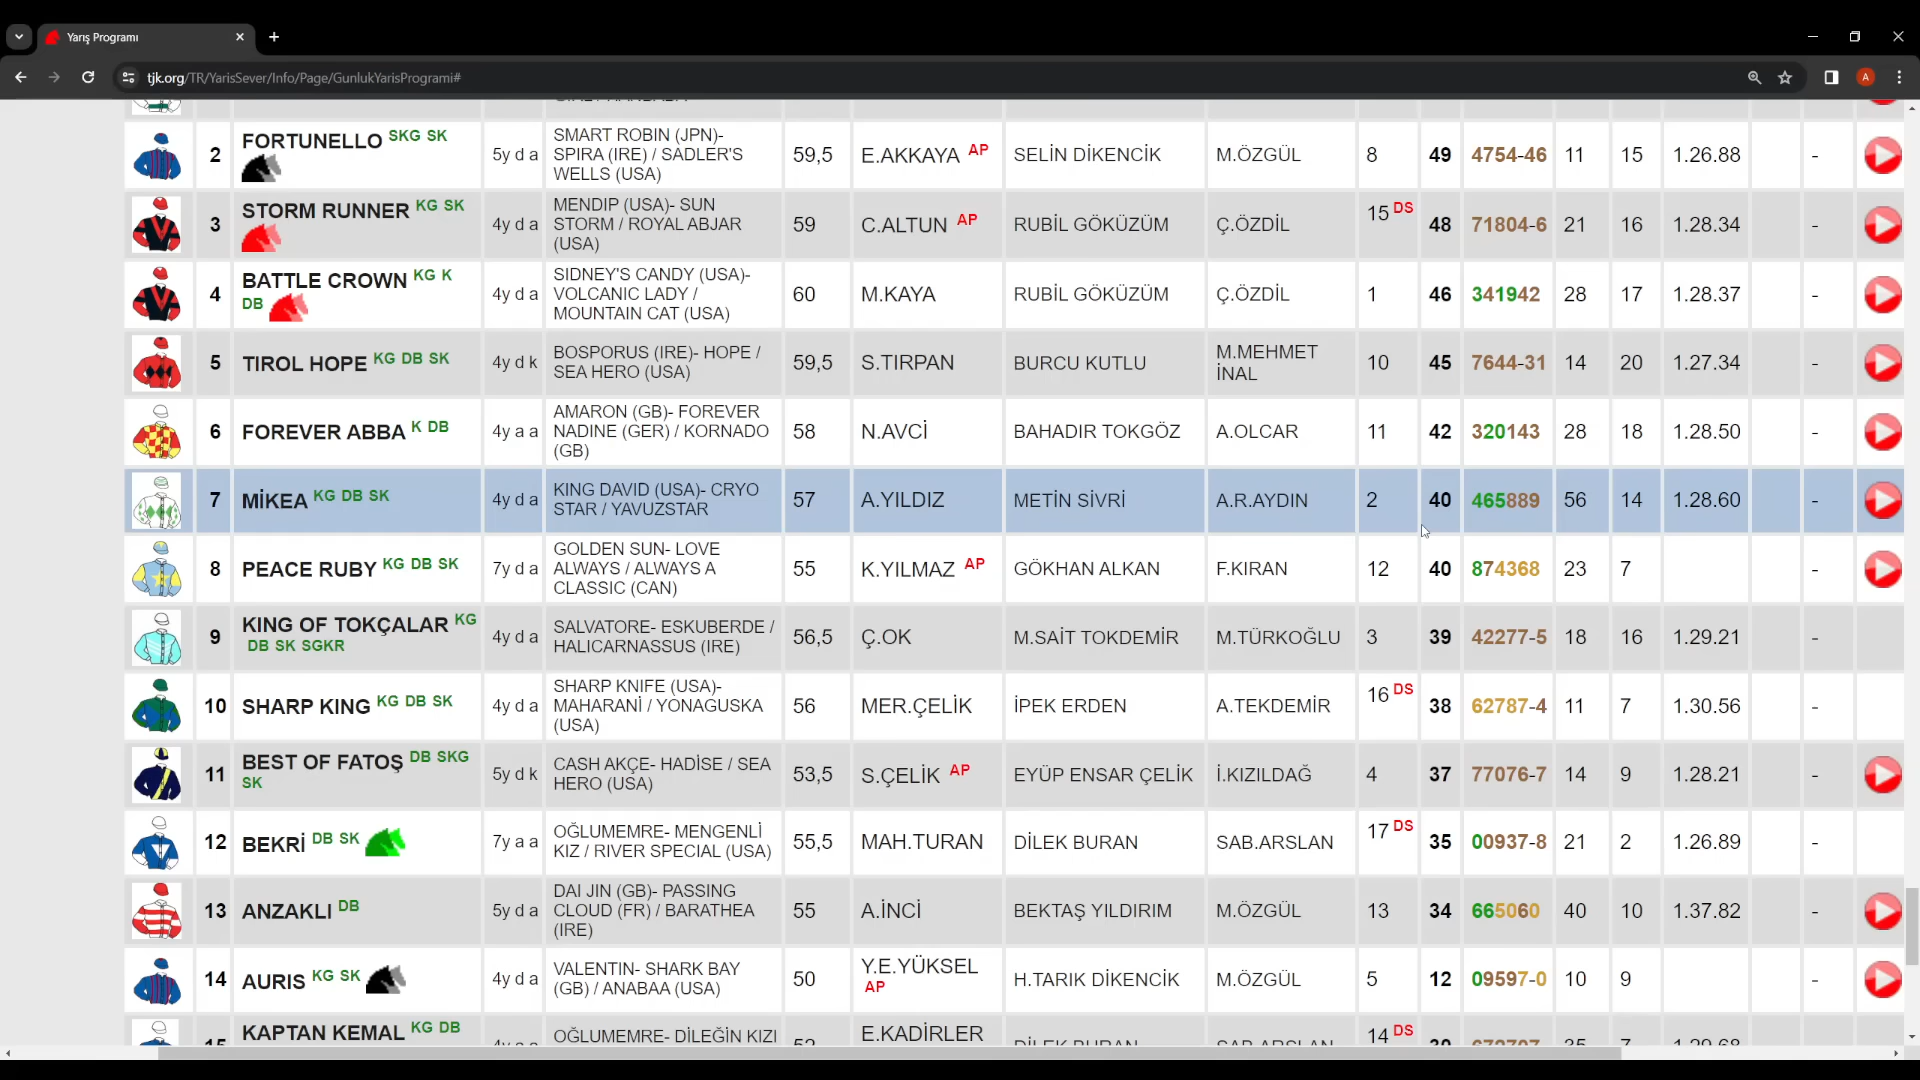 Yarış Programı
tjk.org/TR/YarisSever/Info/Page/GunlukYarisProgrami#
A
2 FORTUNELLO SKG SK 5y d a SMART ROBIN (JPN)- SPIRA (IRE) / SADLER'S WELLS (USA) 59,5 E.AKKAYA AP SELİN DİKENCİK M.ÖZGÜL 8 49 4754-46 11 15 1.26.88 -
3 STORM RUNNER KG SK 4y d a MENDIP (USA)- SUN STORM / ROYAL ABJAR (USA) 59 C.ALTUN AP RUBİL GÖKÜZÜM Ç.ÖZDİL 15 DS 48 71804-6 21 16 1.28.34 -
4 BATTLE CROWN KG K DB 4y d a SIDNEY'S CANDY (USA)- VOLCANIC LADY / MOUNTAIN CAT (USA) 60 M.KAYA RUBİL GÖKÜZÜM Ç.ÖZDİL 1 46 341942 28 17 1.28.37 -
5 TIROL HOPE KG DB SK 4y d k BOSPORUS (IRE)- HOPE / SEA HERO (USA) 59,5 S.TIRPAN BURCU KUTLU M.MEHMET İNAL 10 45 7644-31 14 20 1.27.34 -
6 FOREVER ABBA K DB 4y a a AMARON (GB)- FOREVER NADINE (GER) / KORNADO (GB) 58 N.AVCİ BAHADIR TOKGÖZ A.OLCAR 11 42 320143 28 18 1.28.50 -
7 MİKEA KG DB SK 4y d a KING DAVID (USA)- CRYO STAR / YAVUZSTAR 57 A.YILDIZ METİN SİVRİ A.R.AYDIN 2 40 465889 56 14 1.28.60 -
8 PEACE RUBY KG DB SK 7y d a GOLDEN SUN- LOVE ALWAYS / ALWAYS A CLASSIC (CAN) 55 K.YILMAZ AP GÖKHAN ALKAN F.KIRAN 12 40 874368 23 7 -
9 KING OF TOKÇALAR KG DB SK SGKR 4y d a SALVATORE- ESKUBERDE / HALICARNASSUS (IRE) 56,5 Ç.OK M.SAİT TOKDEMİR M.TÜRKOĞLU 3 39 42277-5 18 16 1.29.21 -
10 SHARP KING KG DB SK 4y d a SHARP KNIFE (USA)- MAHARANİ / YONAGUSKA (USA) 56 MER.ÇELİK İPEK ERDEN A.TEKDEMİR 16 DS 38 62787-4 11 7 1.30.56 -
11 BEST OF FATOŞ DB SKG SK 5y d k CASH AKÇE- HADİSE / SEA HERO (USA) 53,5 S.ÇELİK AP EYÜP ENSAR ÇELİK İ.KIZILDAĞ 4 37 77076-7 14 9 1.28.21 -
12 BEKRİ DB SK 7y a a OĞLUMEMRE- MENGENLİ KIZ / RIVER SPECIAL (USA) 55,5 MAH.TURAN DİLEK BURAN SAB.ARSLAN 17 DS 35 00937-8 21 2 1.26.89 -
13 ANZAKLI DB 5y d a DAI JIN (GB)- PASSING CLOUD (FR) / BARATHEA (IRE) 55 A.İNCİ BEKTAŞ YILDIRIM M.ÖZGÜL 13 34 665060 40 10 1.37.82 -
14 AURIS KG SK 4y d a VALENTIN- SHARK BAY (GB) / ANABAA (USA) 50 Y.E.YÜKSEL AP H.TARIK DİKENCİK M.ÖZGÜL 5 12 09597-0 10 9 -
KAPTAN KEMAL KG DB OĞLUMEMRE- DİLEĞİN KIZI E.KADİRLER 14 DS